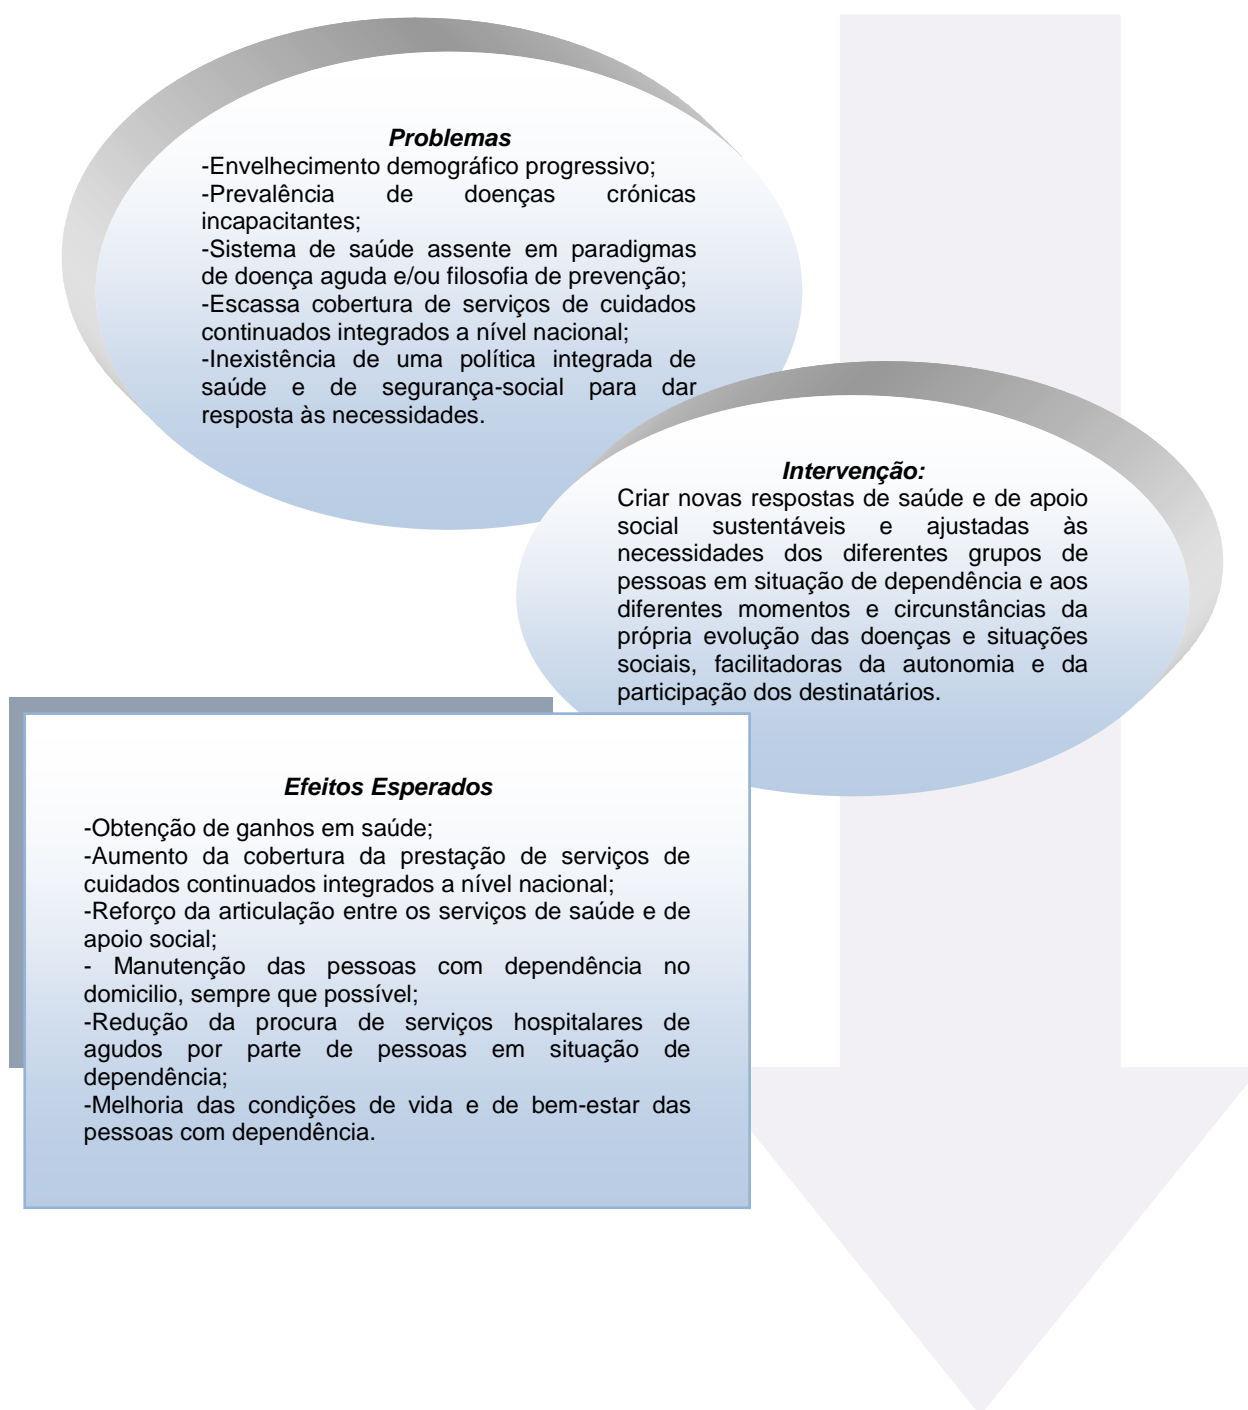 Problemas
-Envelhecimento demográfico progressivo;
-Prevalência de doenças crónicas
incapacitantes;
-Sistema de saúde assente em paradigmas
de doença aguda e/ou filosofia de prevenção;
-Escassa cobertura de serviços de cuidados
continuados integrados a nível nacional;
-Inexistência de uma política integrada de
saúde e de segurança-social para dar
resposta às necessidades.
Intervenção:
Criar novas respostas de saúde e de apoio
social sustentáveis e ajustadas às
necessidades dos diferentes grupos de
pessoas em situação de dependência e aos
diferentes momentos e circunstâncias da
própria evolução das doenças e situações
sociais, facilitadoras da autonomia e da
participação dos destinatários.
Efeitos Esperados
-Obtenção de ganhos em saúde;
-Aumento da cobertura da prestação de serviços de
cuidados continuados integrados a nível nacional;
-Reforço da articulação entre os serviços de saúde e de
apoio social;
- Manutenção das pessoas com dependência no
domicilio, sempre que possível;
-Redução da procura de serviços hospitalares de
agudos por parte de pessoas em situação de
dependência;
-Melhoria das condições de vida e de bem-estar das
pessoas com dependência.